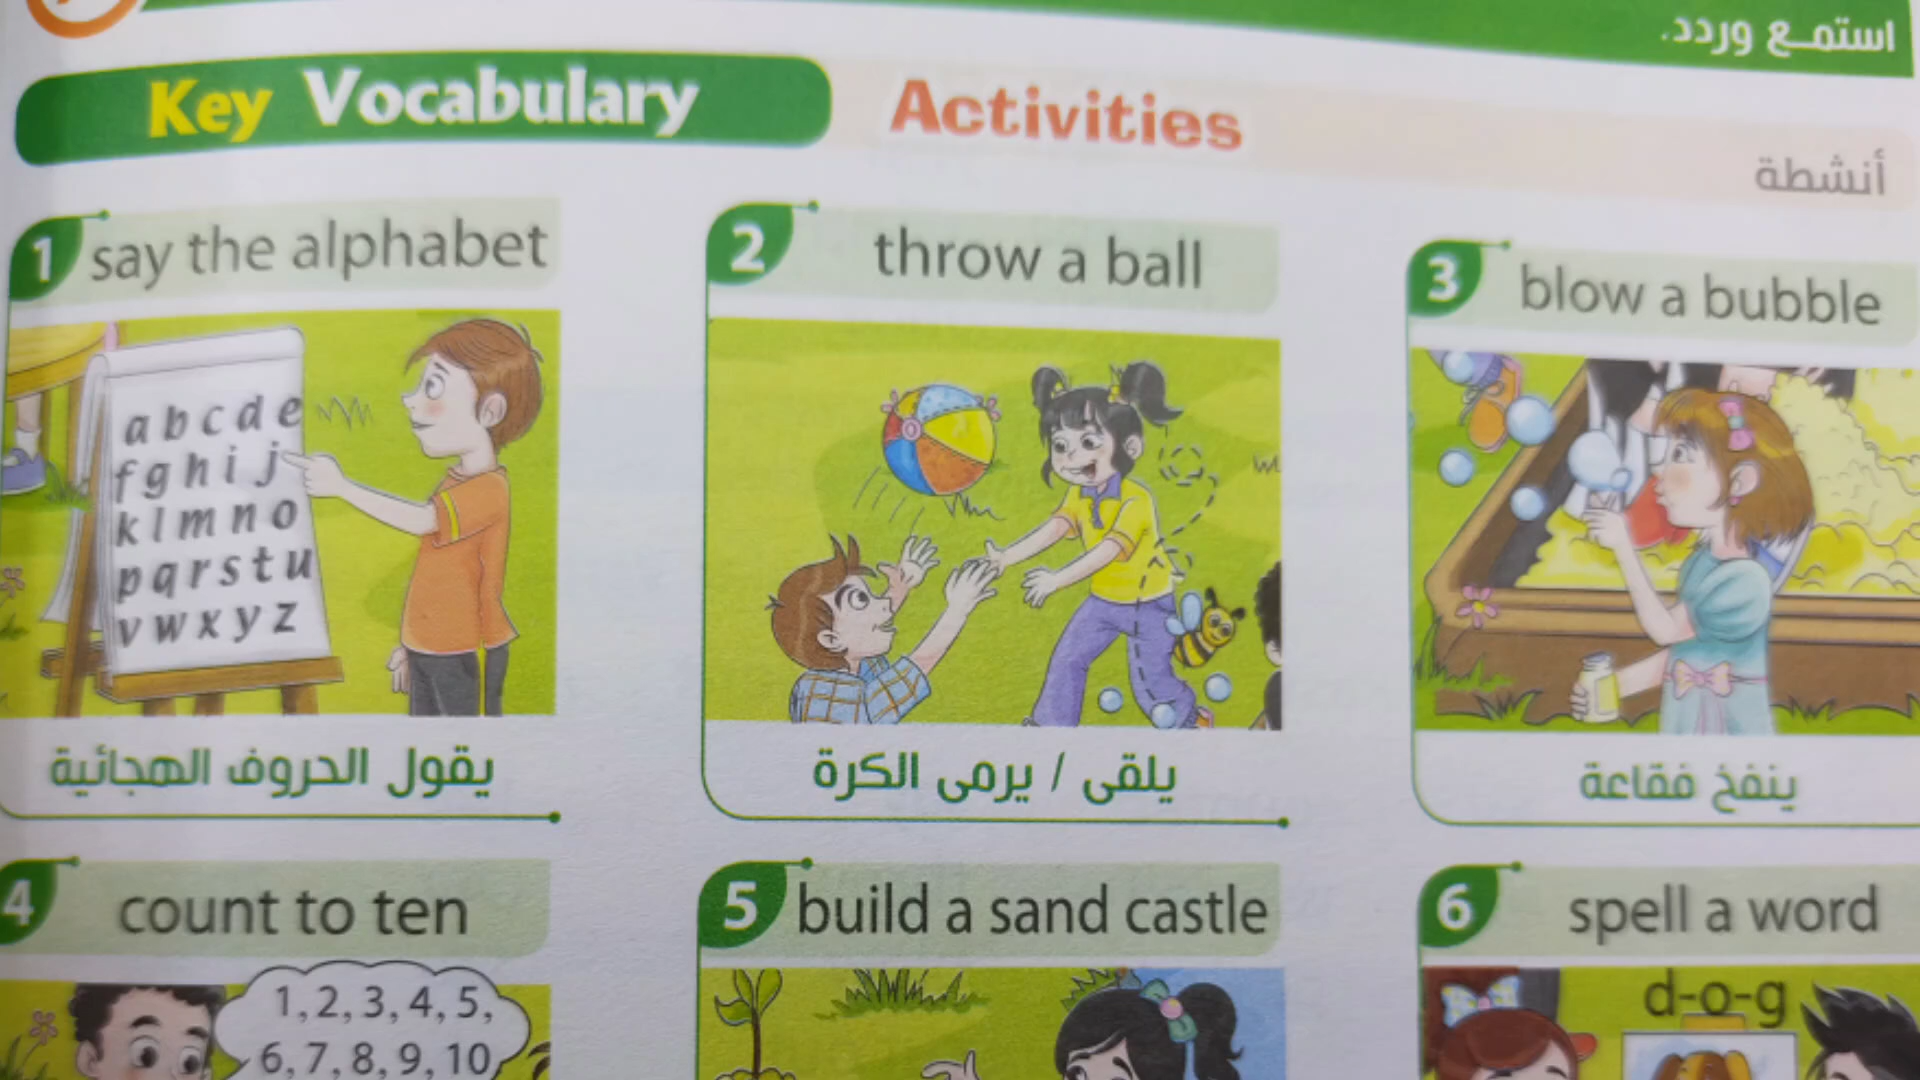 استمع وردد.
Key Vocabulary Activities
أنشطة
1 say the alphabet
2 throw a ball
3 blow a bubble
a b c d e
f g h i j
k l m n o
p q r s t u
v w x y z
يقول الحروف الهجائية
يلقى / يرمى الكرة
ينفخ فقاعة
4 count to ten
5 build a sand castle
6 spell a word
1, 2, 3, 4, 5,
6, 7, 8, 9, 10
d-o-g